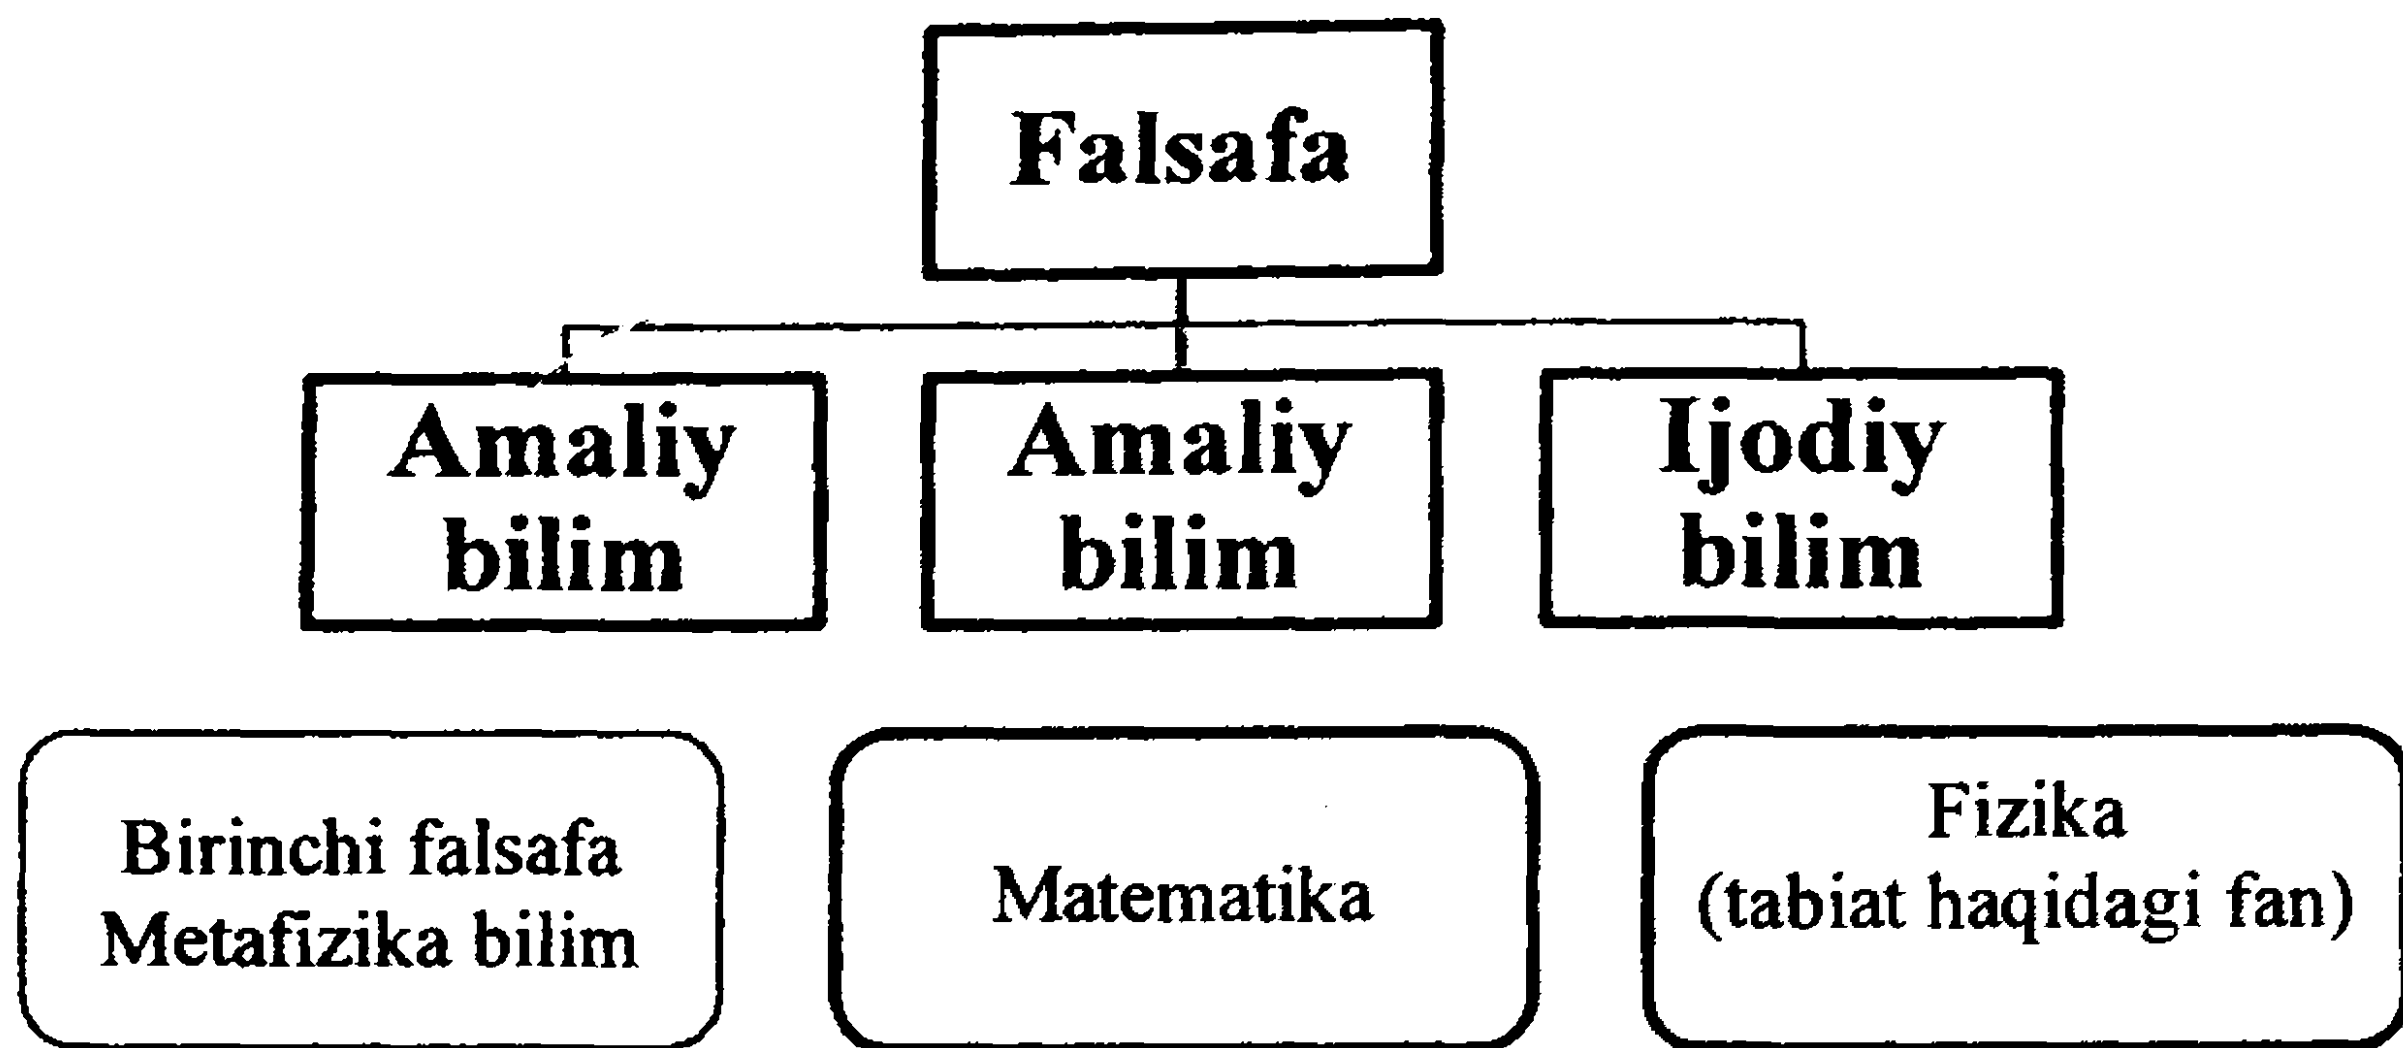 Falsafa
Amaliy
bilim
Amaliy
bilim
Ijodiy
bilim
Birinchi falsafa
Metafizika bilim
Matematika
Fizika
(tabiat haqidagi fan)